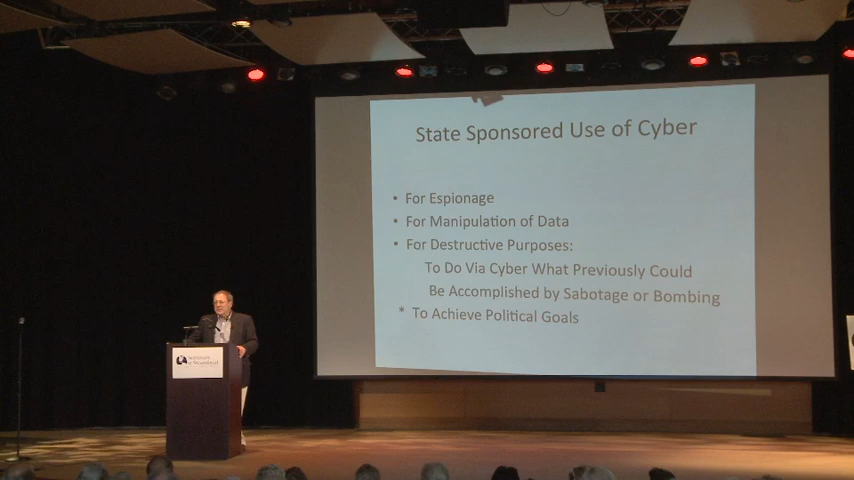 State Sponsored Use of Cyber
• For Espionage
• For Manipulation of Data
• For Destructive Purposes:
To Do Via Cyber What Previously Could
Be Accomplished by Sabotage or Bombing
* To Achieve Political Goals